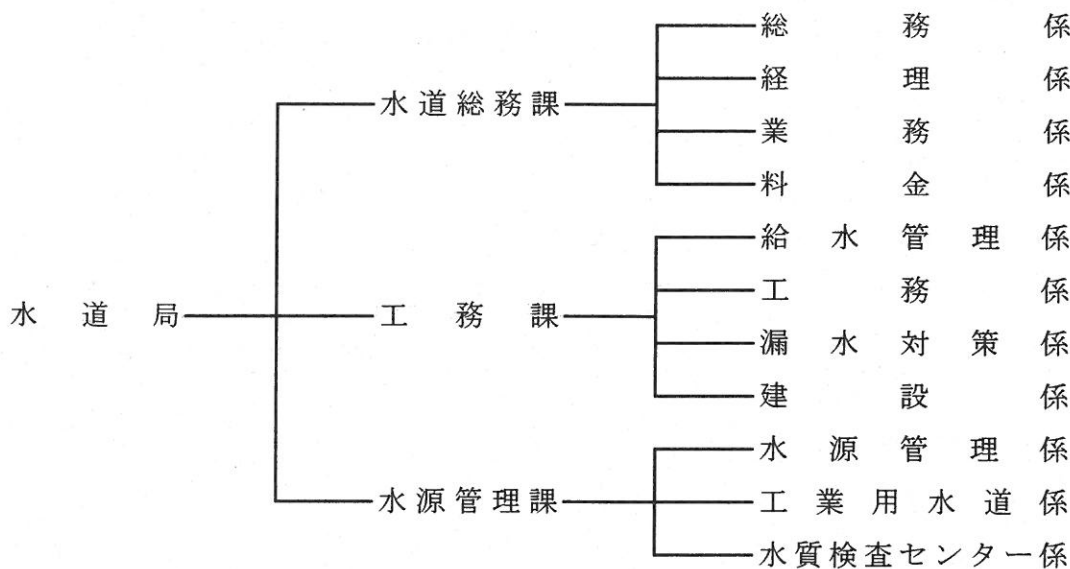 水道局
水道総務課
総務係
経理係
業務係
料金係
工務課
給水管理係
工務係
漏水対策係
建設係
水源管理課
水源管理係
工業用水道係
水質検査センター係